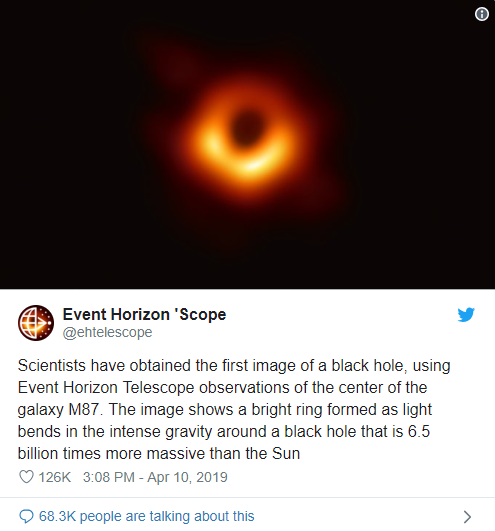 Event Horizon 'Scope
@ehtelescope
Scientists have obtained the first image of a black hole, using
Event Horizon Telescope observations of the center of the
galaxy M87. The image shows a bright ring formed as light
bends in the intense gravity around a black hole that is 6.5
billion times more massive than the Sun
126K 3:08 PM - Apr 10, 2019
68.3K people are talking about this